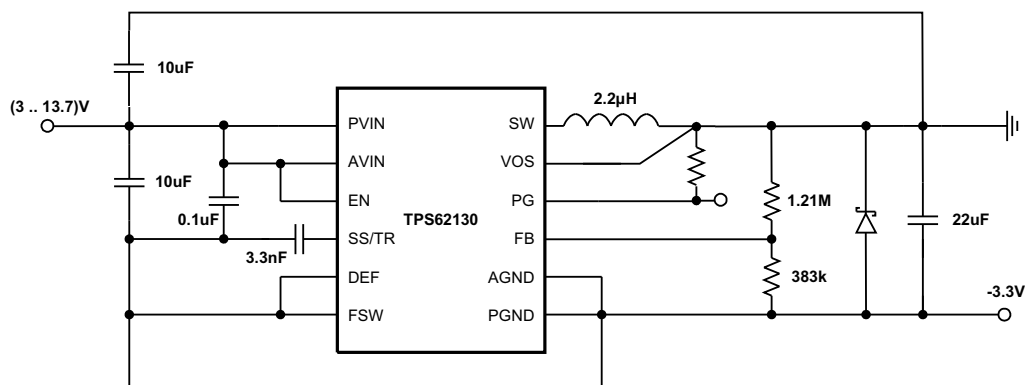 10uF
(3 .. 13.7)V
10uF
0.1uF
3.3nF
PVIN
AVIN
EN
SS/TR
DEF
FSW
TPS62130
SW
VOS
PG
FB
AGND
PGND
2.2µH
1.21M
383k
22uF
-3.3V